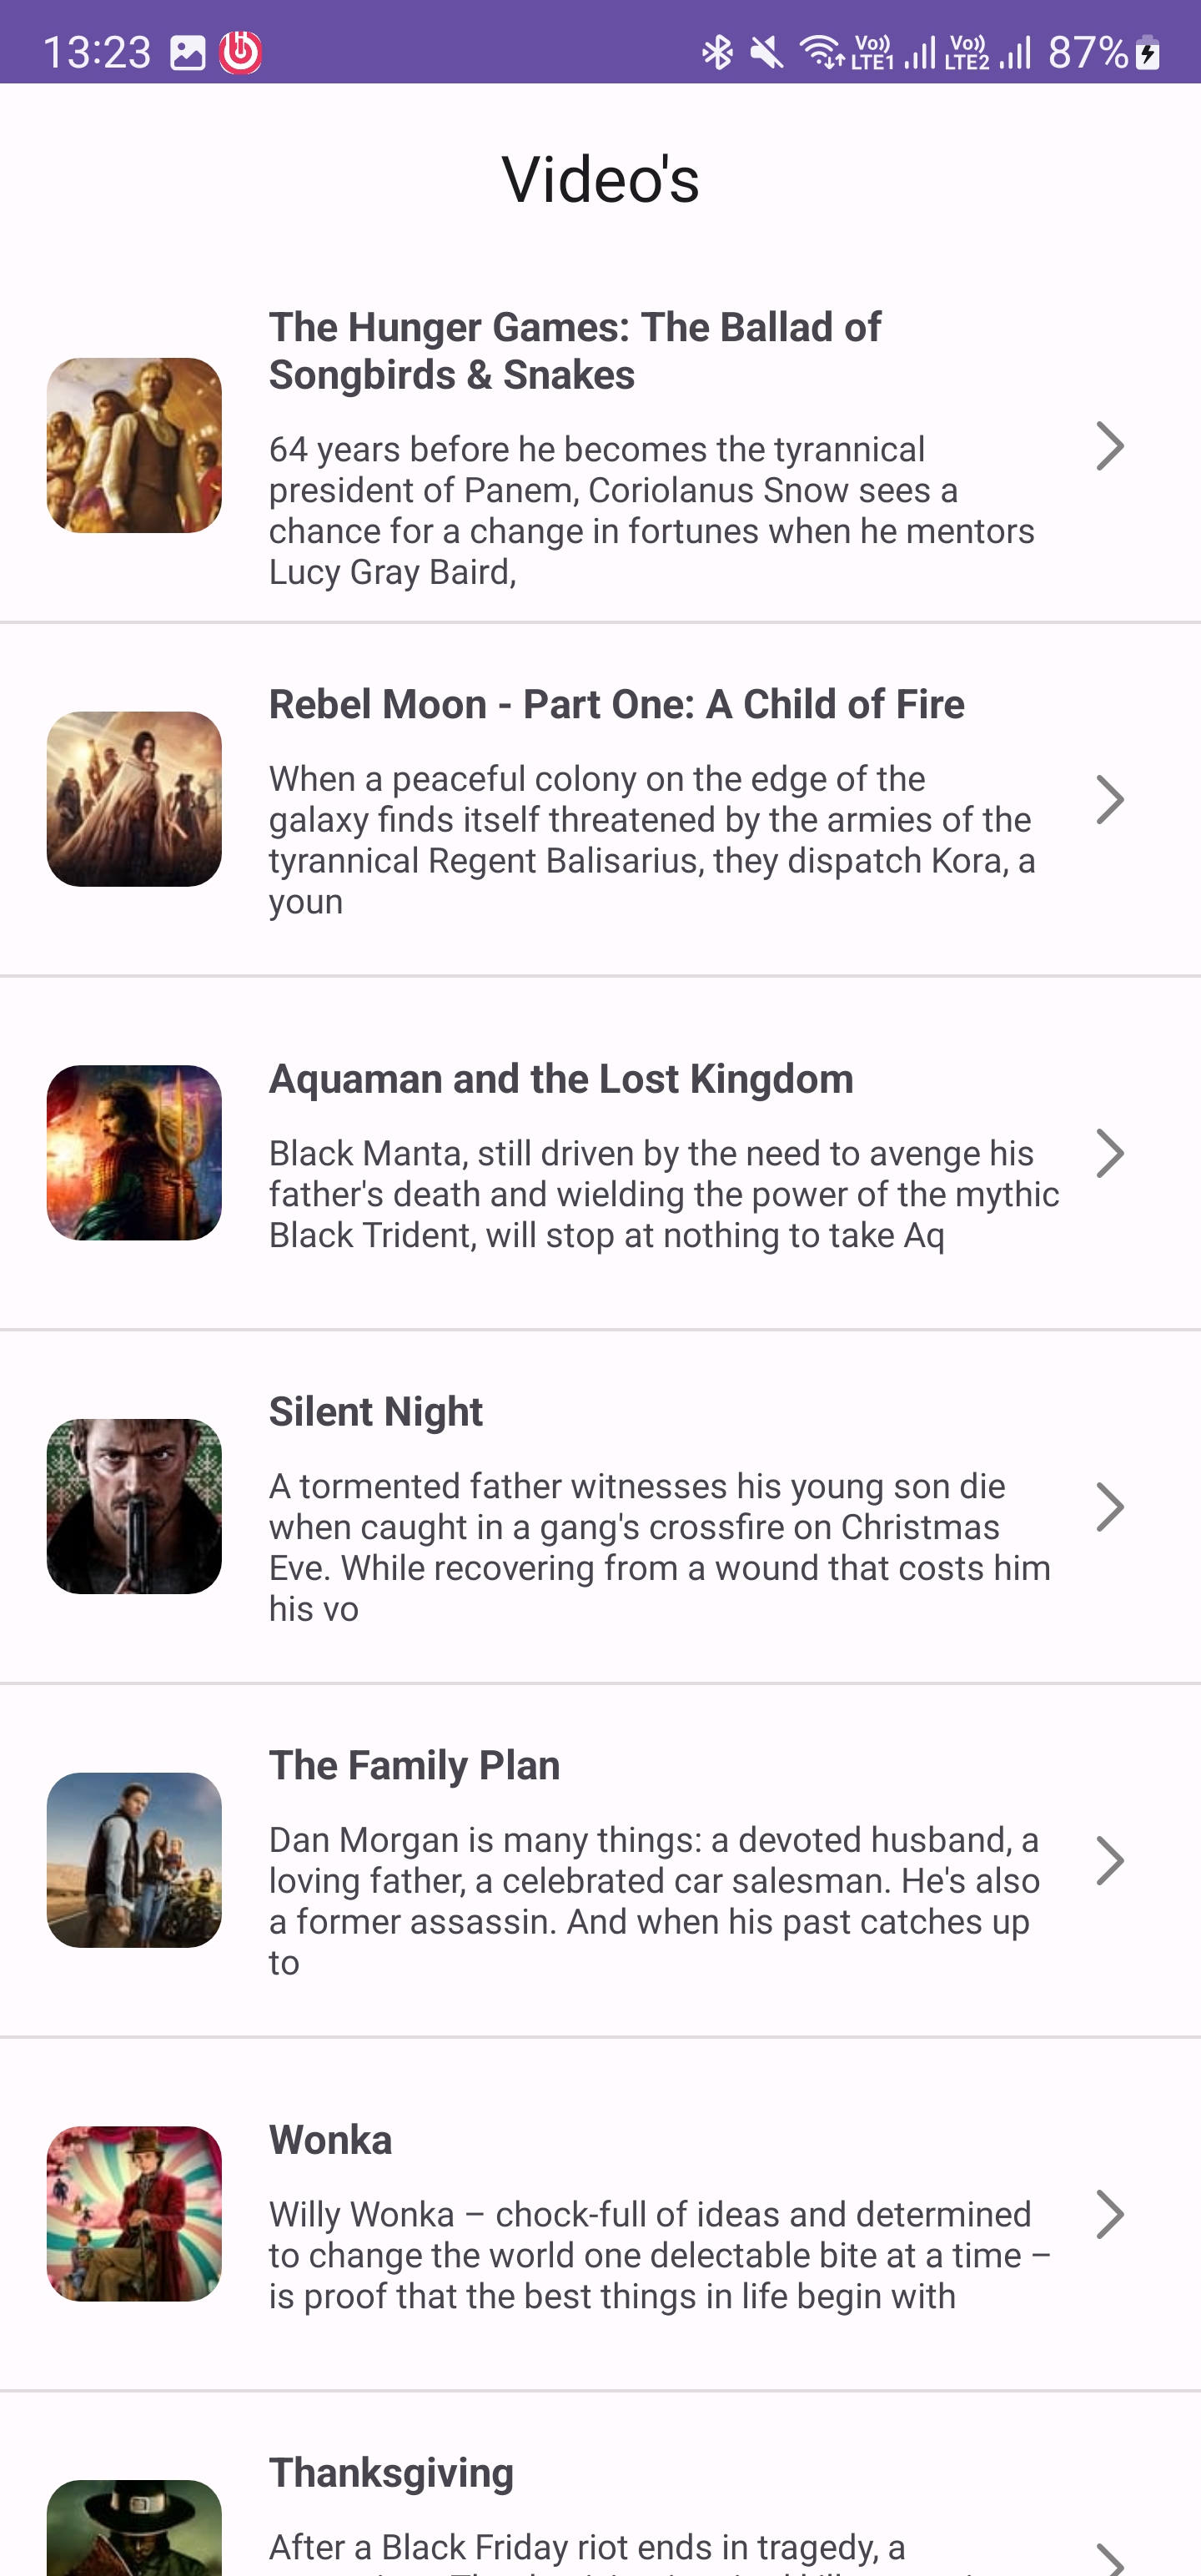 13:23 Vo)) LTE1 Vo)) LTE2 87%
Video's
The Hunger Games: The Ballad of
Songbirds & Snakes
64 years before he becomes the tyrannical
president of Panem, Coriolanus Snow sees a
chance for a change in fortunes when he mentors
Lucy Gray Baird,
Rebel Moon - Part One: A Child of Fire
When a peaceful colony on the edge of the
galaxy finds itself threatened by the armies of the
tyrannical Regent Balisarius, they dispatch Kora, a
youn
Aquaman and the Lost Kingdom
Black Manta, still driven by the need to avenge his
father's death and wielding the power of the mythic
Black Trident, will stop at nothing to take Aq
Silent Night
A tormented father witnesses his young son die
when caught in a gang's crossfire on Christmas
Eve. While recovering from a wound that costs him
his vo
The Family Plan
Dan Morgan is many things: a devoted husband, a
loving father, a celebrated car salesman. He's also
a former assassin. And when his past catches up
to
Wonka
Willy Wonka – chock-full of ideas and determined
to change the world one delectable bite at a time –
is proof that the best things in life begin with
Thanksgiving
After a Black Friday riot ends in tragedy, a